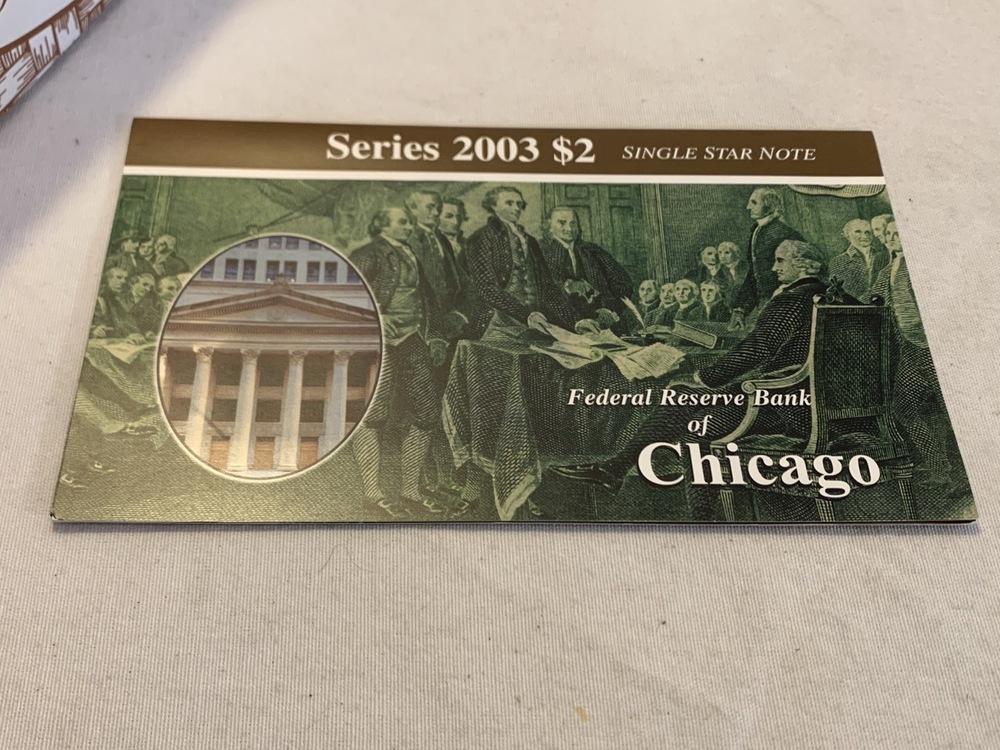 Series 2003 $2 SINGLE STAR NOTE
Federal Reserve Bank
of
Chicago